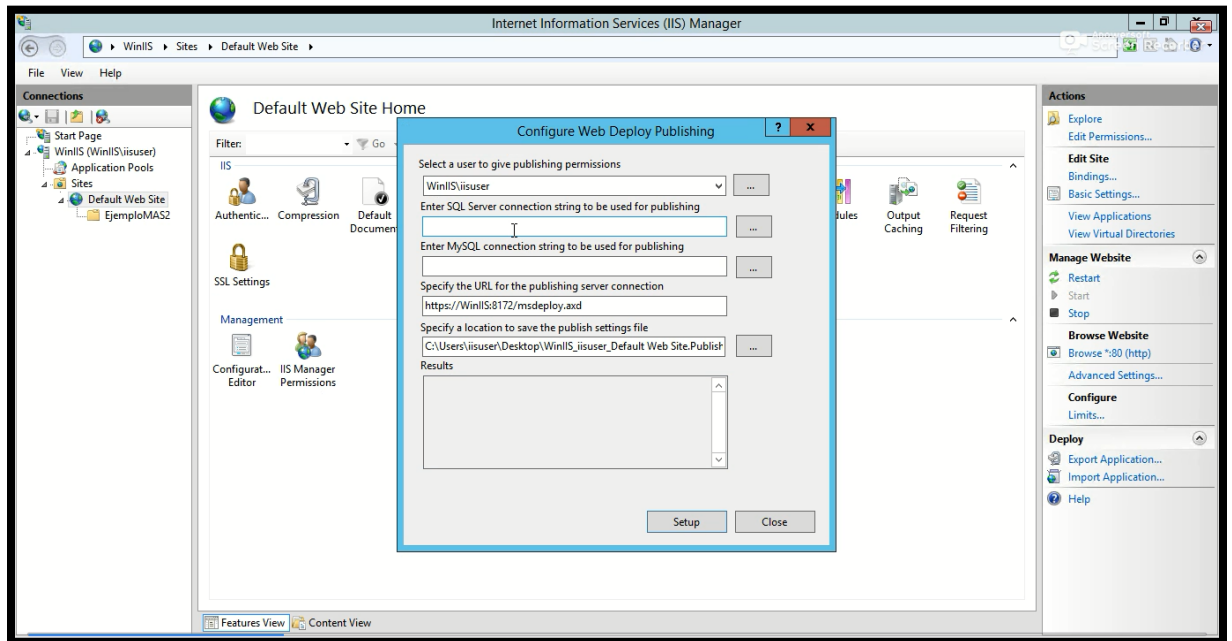 Internet Information Services (IIS) Manager
WinIIS Sites Default Web Site
File View Help
Connections
Start Page
WinIIS (WinIIS\iisuser)
Application Pools
Sites
Default Web Site
EjemploMAS2
Default Web Site Home
Filter: Go
IIS
Authentic... Compression Default
Documen
Output Request
Caching Filtering
SSL Settings
Management
Configurat... IIS Manager
Editor Permissions
Features View Content View
Configure Web Deploy Publishing ? X
Select a user to give publishing permissions
WinIIS\iisuser ...
Enter SQL Server connection string to be used for publishing
...
Enter MySQL connection string to be used for publishing
...
Specify the URL for the publishing server connection
https://WinIIS:8172/msdeploy.axd
Specify a location to save the publish settings file
C:\Users\iisuser\Desktop\WinIIS_iisuser_Default Web Site.Publish ...
Results
Setup Close
Actions
Explore
Edit Permissions...
Edit Site
Bindings...
Basic Settings...
View Applications
View Virtual Directories
Manage Website
Restart
Start
Stop
Browse Website
Browse *:80 (http)
Advanced Settings...
Configure
Limits...
Deploy
Export Application...
Import Application...
Help